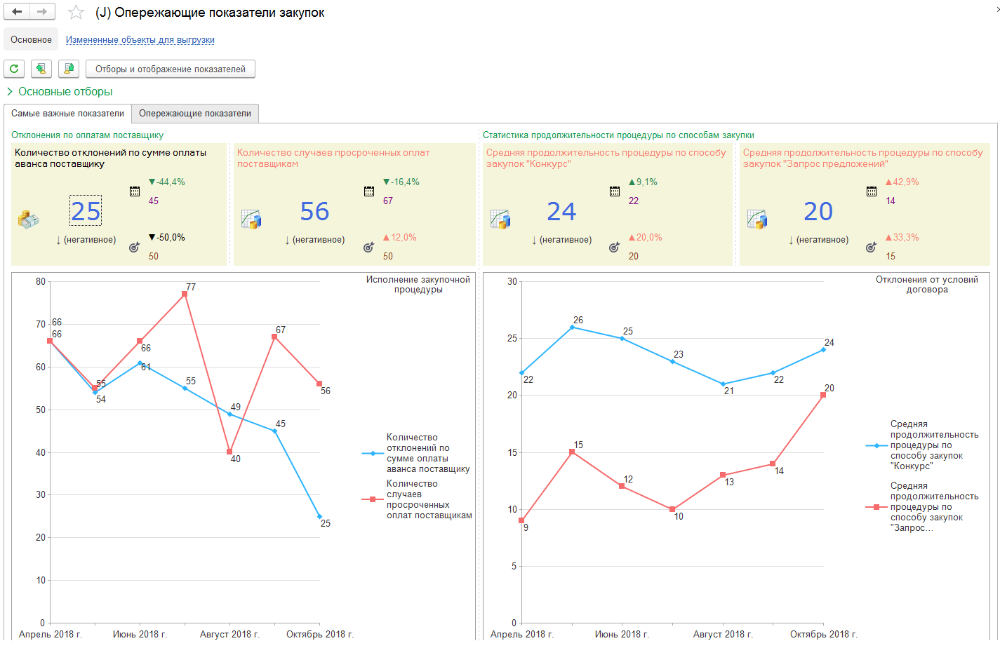 (J) Опережающие показатели закупок
Основное
Измененные объекты для выгрузки
Отборы и отображение показателей
Основные отборы
Самые важные показатели
Опережающие показатели
Отклонения по оплатам поставщику
Количество отклонений по сумме оплаты
аванса поставщику
▼-44,4%
45
25
↓ (негативное)
▼-50,0%
50
Количество случаев просроченных оплат
поставщикам
▼-16,4%
67
56
↓ (негативное)
▲12,0%
50
Статистика продолжительности процедуры по способам закупки
Средняя продолжительность процедуры по способу
закупок "Конкурс"
▲9,1%
22
24
↓ (негативное)
▲20,0%
20
Средняя продолжительность процедуры по способу
закупок "Запрос предложений"
▲42,9%
14
20
↓ (негативное)
▲33,3%
15
Исполнение закупочной
процедуры
80
70
60
50
40
30
20
10
0
66
66
55
54
66
61
77
55
49
40
67
45
56
25
Апрель 2018 г.
Июнь 2018 г.
Август 2018 г.
Октябрь 2018 г.
Количество
отклонений по
сумме оплаты
аванса поставщику
Количество
случаев
просроченных
оплат поставщикам
Отклонения от условий
договора
30
25
20
15
10
5
0
22
26
25
23
21
22
24
9
15
12
10
13
14
20
Апрель 2018 г.
Июнь 2018 г.
Август 2018 г.
Октябрь 2018 г.
Средняя
продолжительность
процедуры по
способу закупок
"Конкурс"
Средняя
продолжительность
процедуры по
способу закупок
"Запрос...